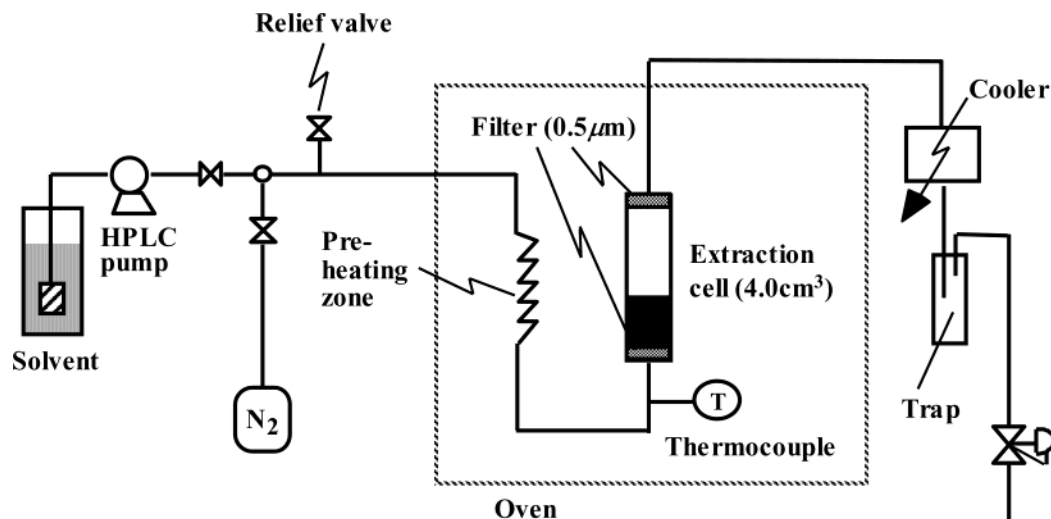 Relief valve
Cooler
Filter (0.5μm)
HPLC
pump
Pre-
heating
zone
Extraction
cell (4.0cm³)
Solvent
N₂
T
Trap
Thermocouple
Oven